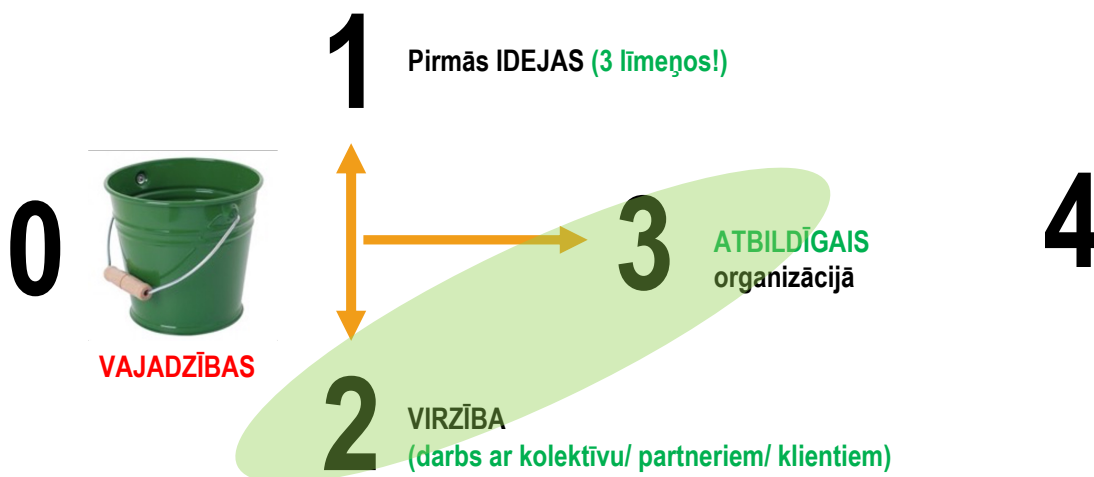 1
Pirmās IDEJAS (3 līmeņos!)
0
VAJADZĪBAS
3
ATBILDĪGAIS
organizācijā
4
2
VIRZĪBA
(darbs ar kolektīvu/ partneriem/ klientiem)